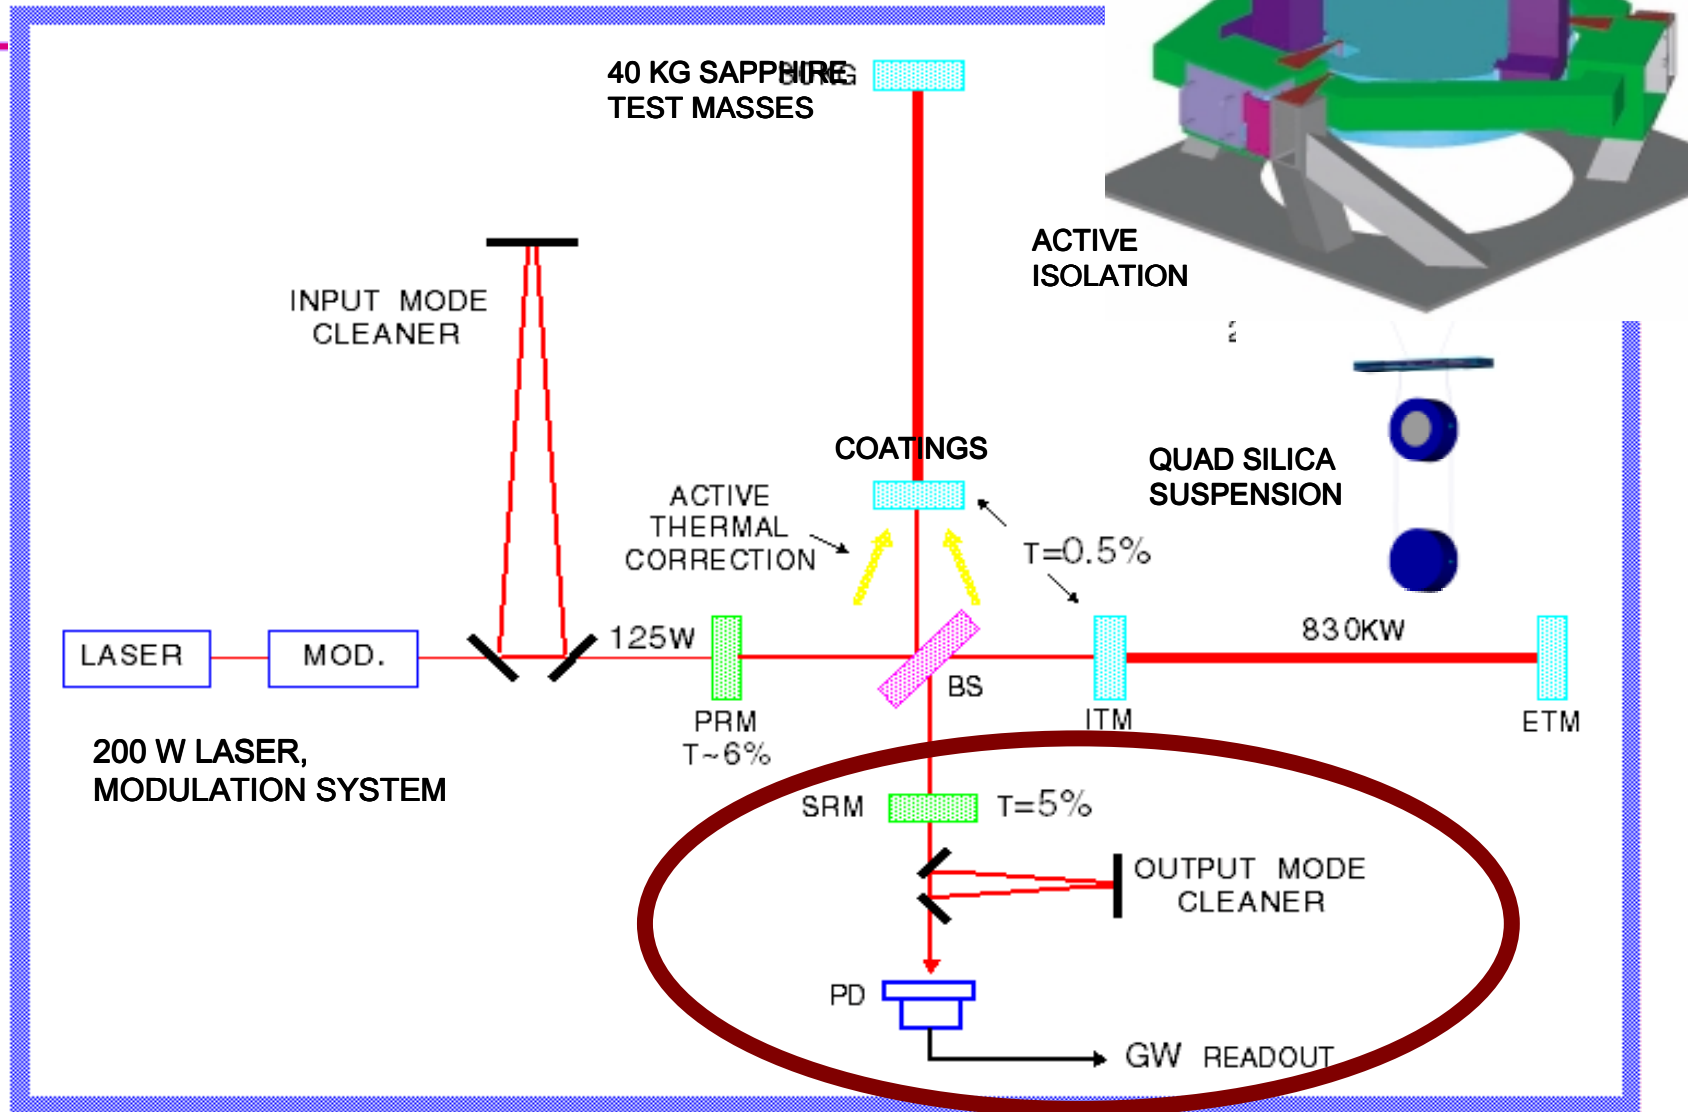 40 KG SAPPHIRE
TEST MASSES
ACTIVE
ISOLATION
INPUT MODE
CLEANER
COATINGS
QUAD SILICA
SUSPENSION
ACTIVE
THERMAL
CORRECTION
T=0.5%
LASER
MOD.
125W
830KW
BS
PRM
T~6%
ITM
ETM
200 W LASER,
MODULATION SYSTEM
SRM
T=5%
OUTPUT MODE
CLEANER
PD
GW READOUT